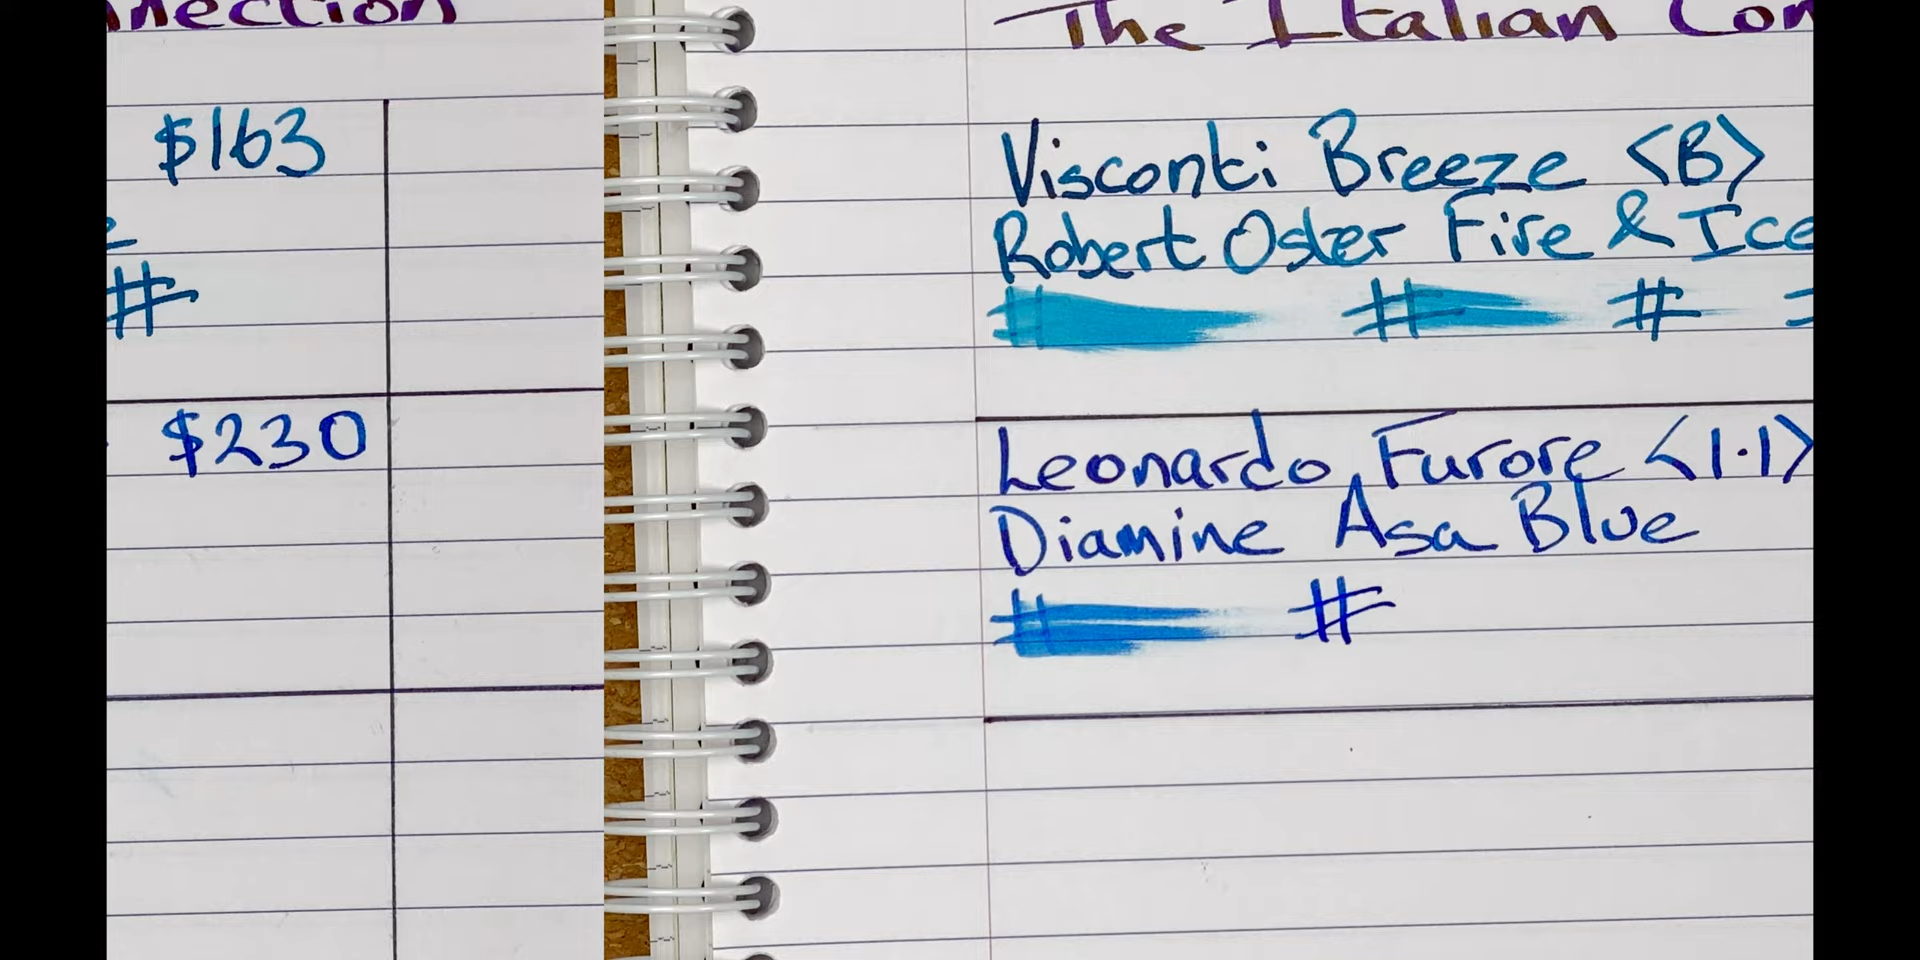 The Italian
$163
$230
Visconti Breeze <B>
Robert Oster Fire & Ice
# # #
Leonardo Furore <1.1>
Diamine Asa Blue
# #
#